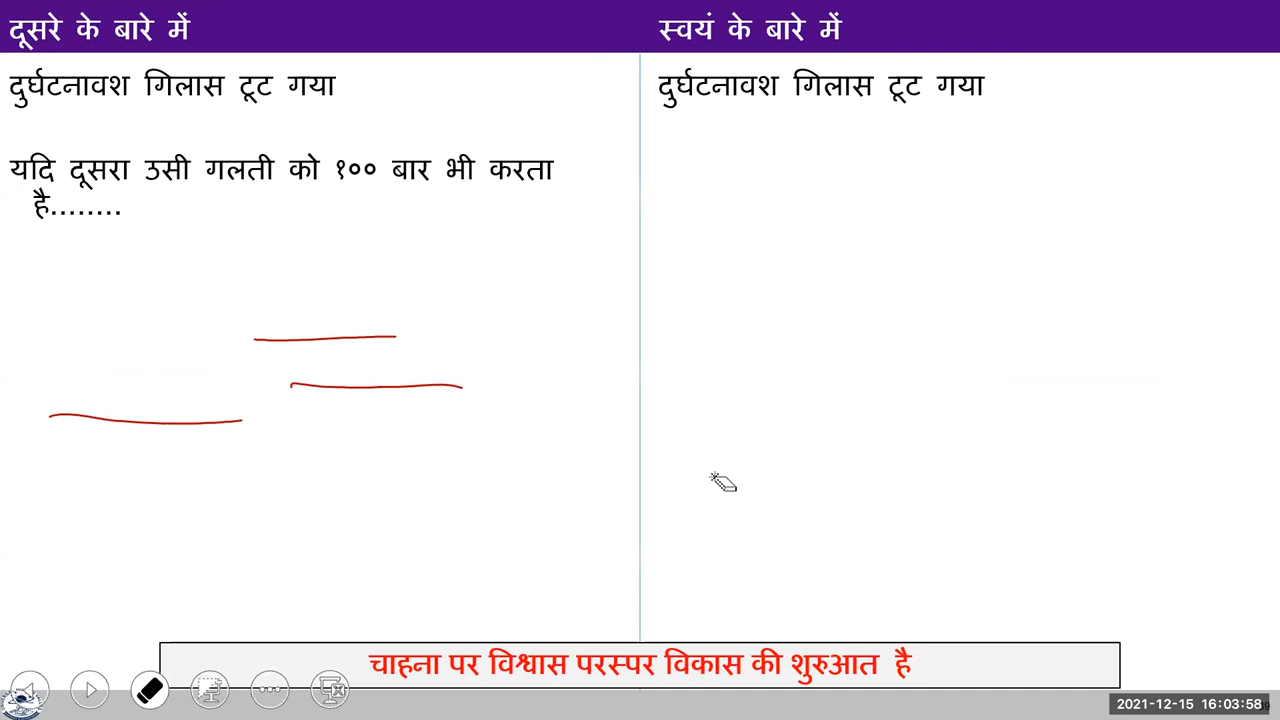 दूसरे के बारे में
स्वयं के बारे में
दुर्घटनावश गिलास टूट गया
दुर्घटनावश गिलास टूट गया
यदि दूसरा उसी गलती को १०० बार भी करता
है........
चाहना पर विश्वास परस्पर विकास की शुरुआत है
2021-12-15 16:03:58